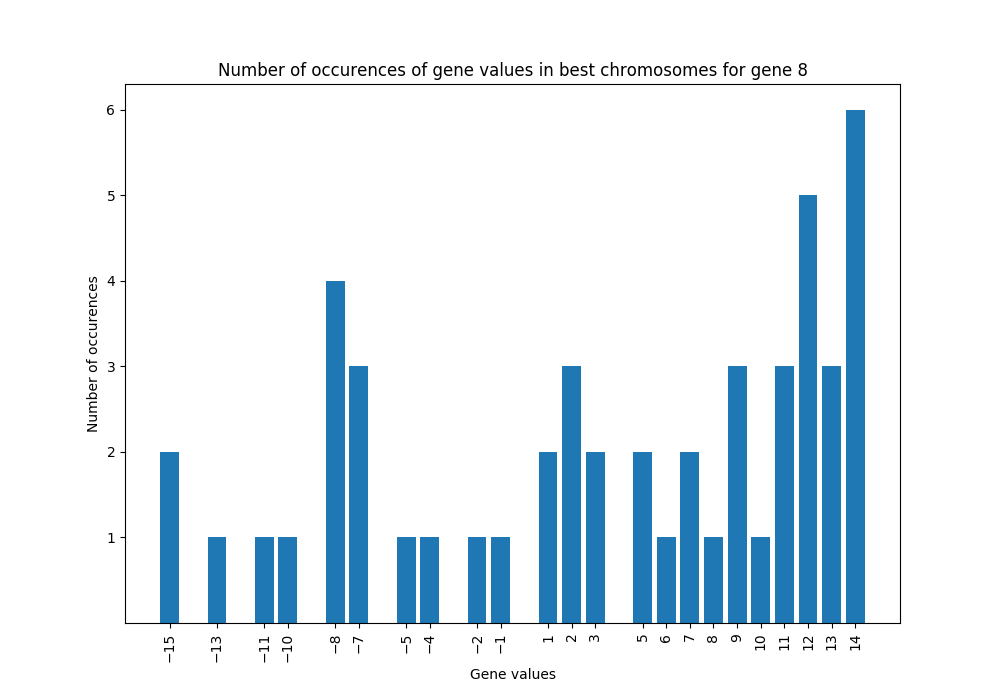 Number of occurences of gene values in best chromosomes for gene 8
6
5
4
3
2
1
Number of occurences
−15 −13 −11 −10 −8 −7 −5 −4 −2 −1 1 2 3 5 6 7 8 9 10 11 12 13 14
Gene values